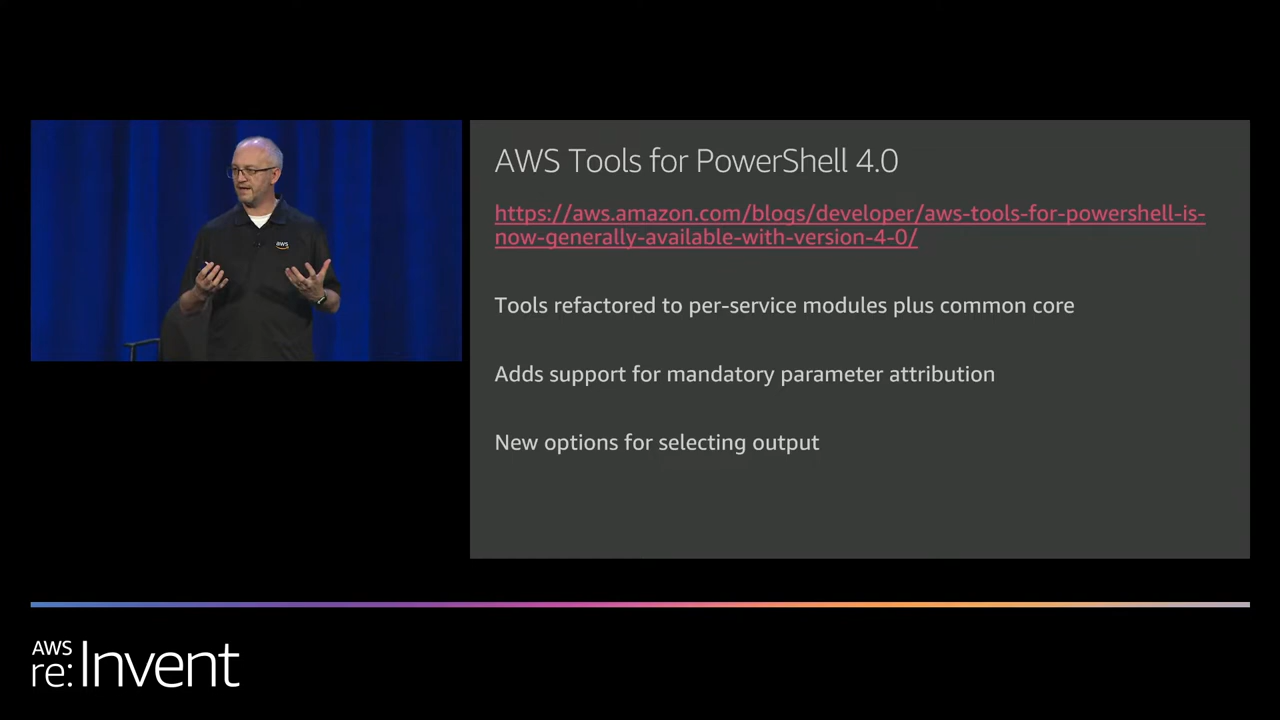 AWS Tools for PowerShell 4.0
https://aws.amazon.com/blogs/developer/aws-tools-for-powershell-is-
now-generally-available-with-version-4-0/
Tools refactored to per-service modules plus common core
Adds support for mandatory parameter attribution
New options for selecting output
aws
AWS
re:Invent